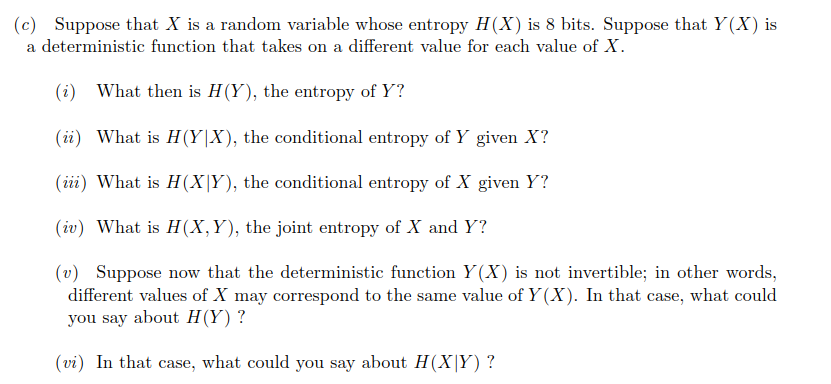 (c) Suppose that X is a random variable whose entropy H(X) is 8 bits. Suppose that Y(X) is
a deterministic function that takes on a different value for each value of X.
(i) What then is H(Y), the entropy of Y?
(ii) What is H(Y|X), the conditional entropy of Y given X?
(iii) What is H(X|Y), the conditional entropy of X given Y?
(iv) What is H(X,Y), the joint entropy of X and Y?
(v) Suppose now that the deterministic function Y(X) is not invertible; in other words,
different values of X may correspond to the same value of Y(X). In that case, what could
you say about H(Y) ?
(vi) In that case, what could you say about H(X|Y) ?